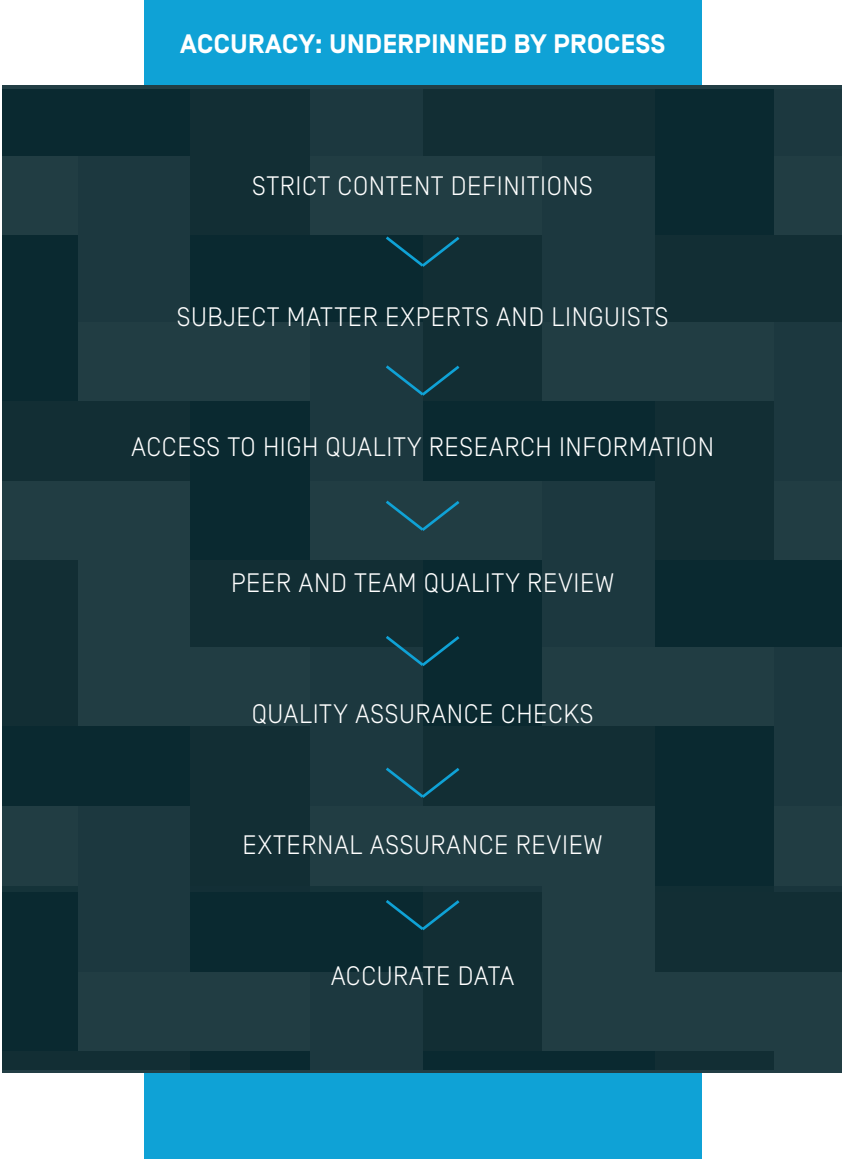 ACCURACY: UNDERPINNED BY PROCESS
STRICT CONTENT DEFINITIONS
SUBJECT MATTER EXPERTS AND LINGUISTS
ACCESS TO HIGH QUALITY RESEARCH INFORMATION
PEER AND TEAM QUALITY REVIEW
QUALITY ASSURANCE CHECKS
EXTERNAL ASSURANCE REVIEW
ACCURATE DATA